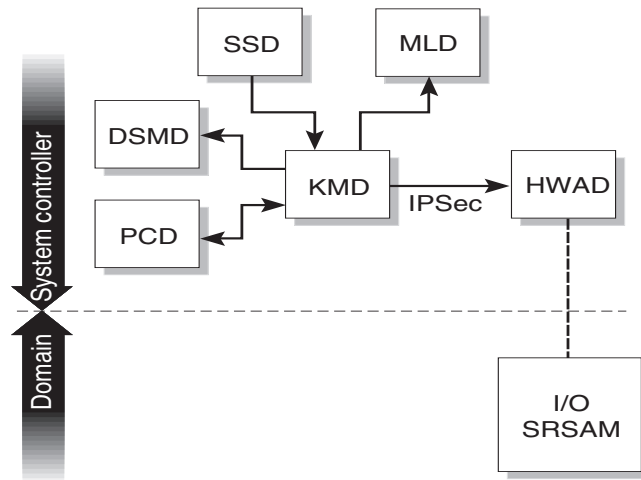 SSD
MLD
DSMD
KMD
IPSec
HWAD
PCD
System controller
Domain
I/O
SRSAM